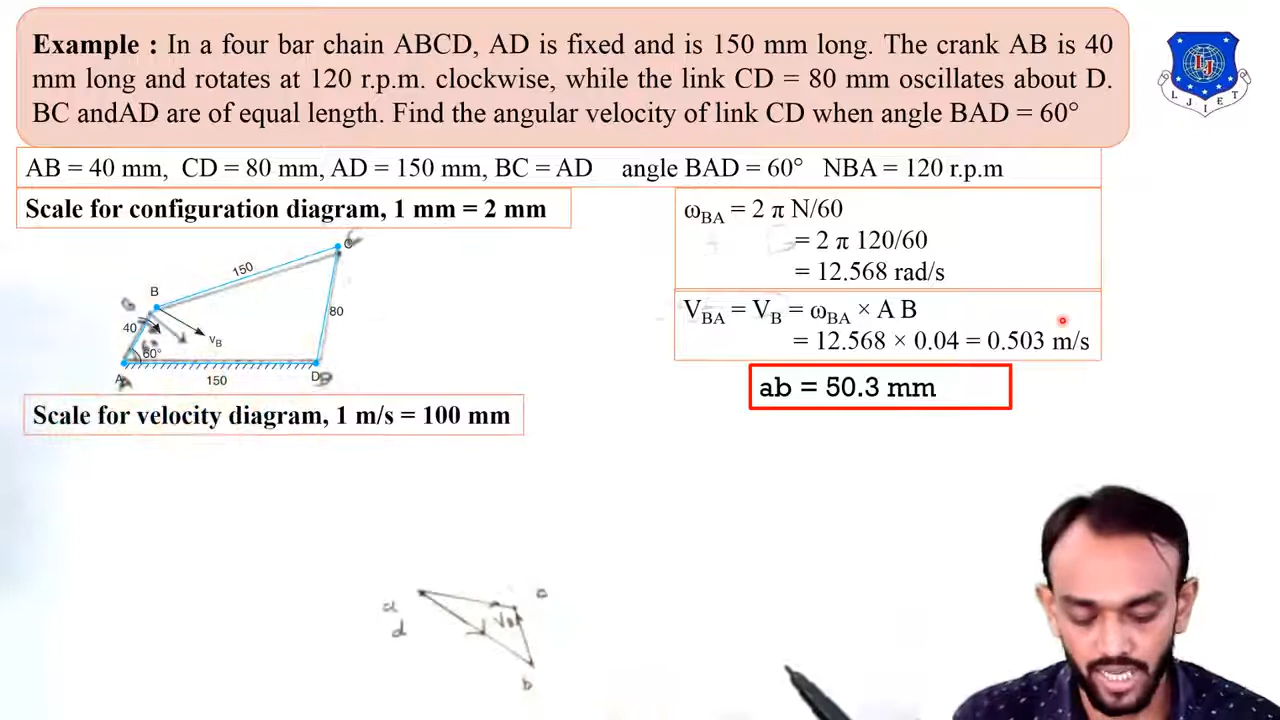 Example : In a four bar chain ABCD, AD is fixed and is 150 mm long. The crank AB is 40
mm long and rotates at 120 r.p.m. clockwise, while the link CD = 80 mm oscillates about D.
BC andAD are of equal length. Find the angular velocity of link CD when angle BAD = 60°
LJIET
AB = 40 mm, CD = 80 mm, AD = 150 mm, BC = AD angle BAD = 60° NBA = 120 r.p.m
Scale for configuration diagram, 1 mm = 2 mm
ωBA = 2 π N/60
= 2 π 120/60
= 12.568 rad/s
C
150
B
80
40
VB
60°
A
150
D
VBA = VB = ωBA × A B
= 12.568 × 0.04 = 0.503 m/s
ab = 50.3 mm
Scale for velocity diagram, 1 m/s = 100 mm
a
c
d
b